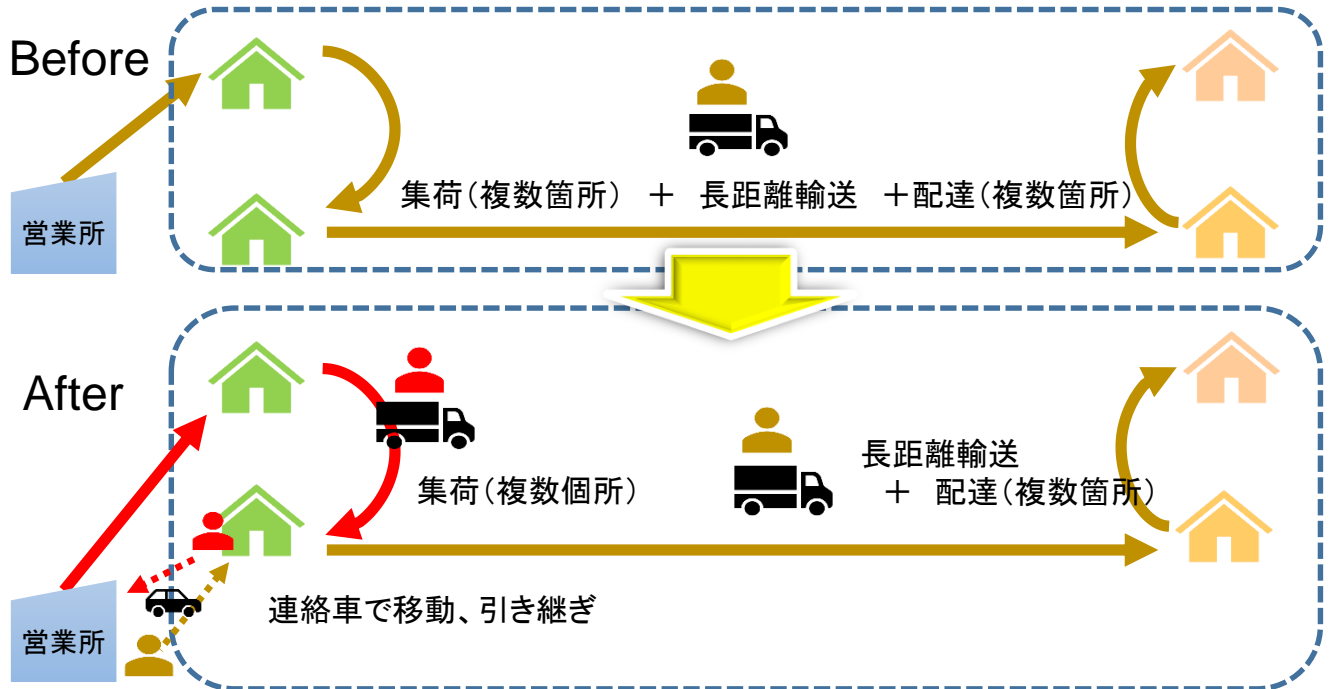 Before
営業所
集荷(複数箇所) + 長距離輸送 +配達(複数箇所)
After
集荷(複数個所)
長距離輸送
+ 配達(複数箇所)
連絡車で移動、引き継ぎ
営業所